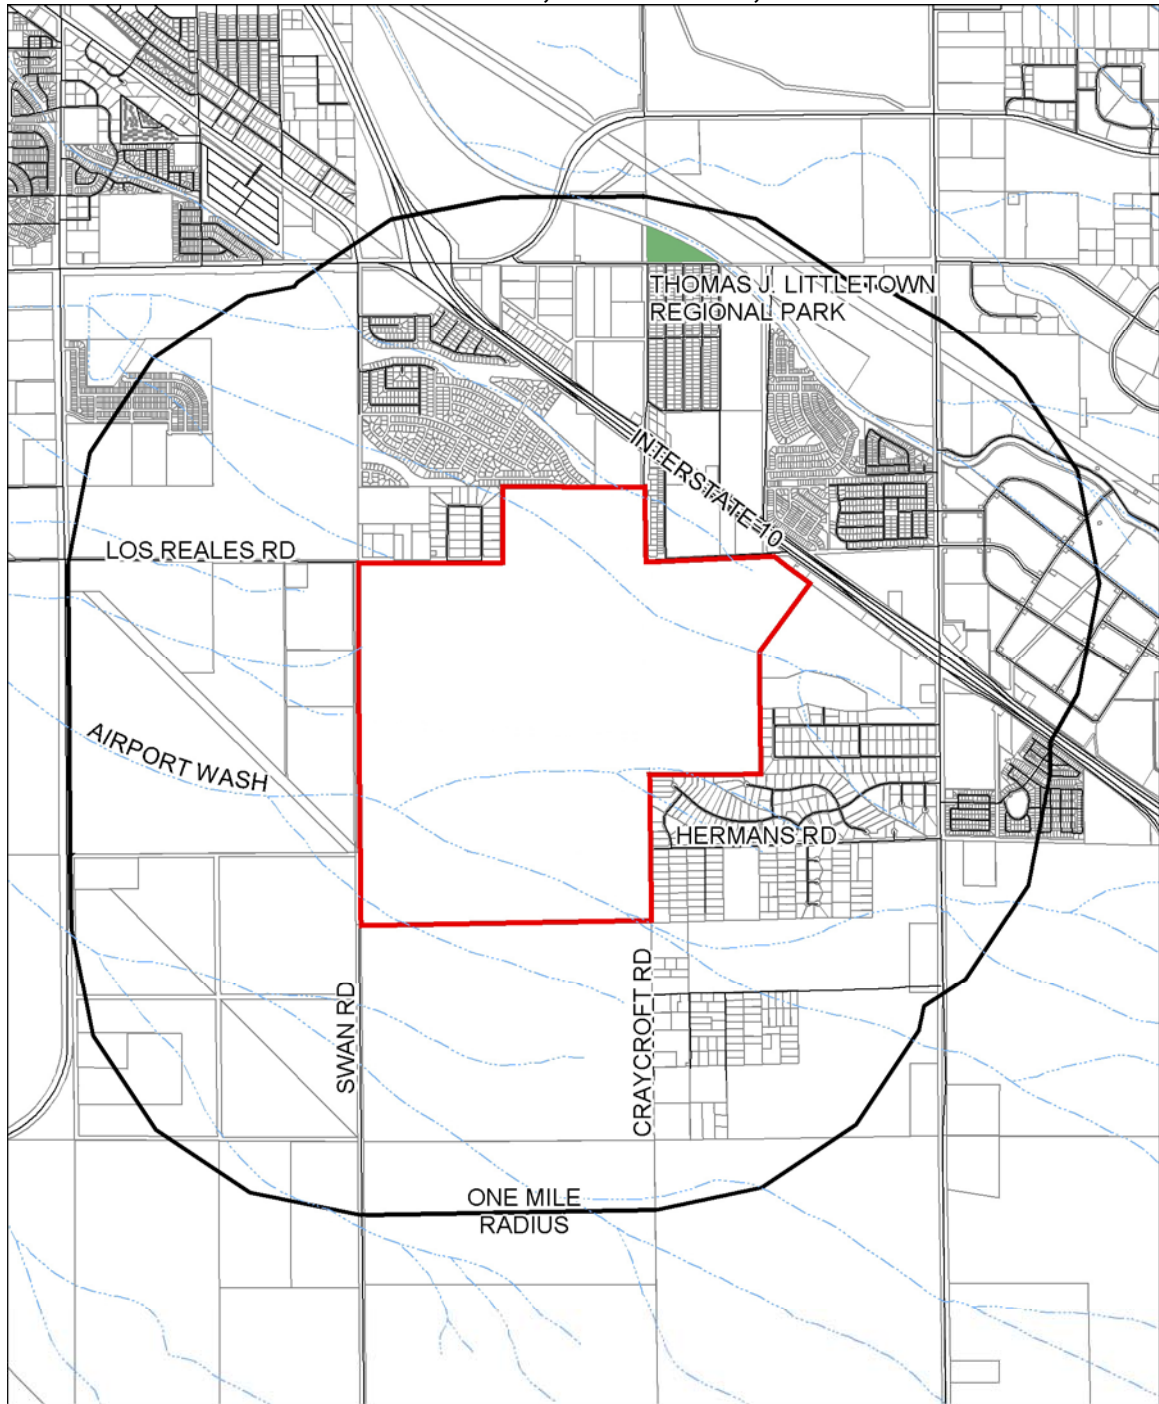 THOMAS J. LITTLETOWN
REGIONAL PARK
INTERSTATE 10
LOS REALES RD
AIRPORT WASH
HERMANS RD
SWAN RD
CRAYCROFT RD
ONE MILE
RADIUS